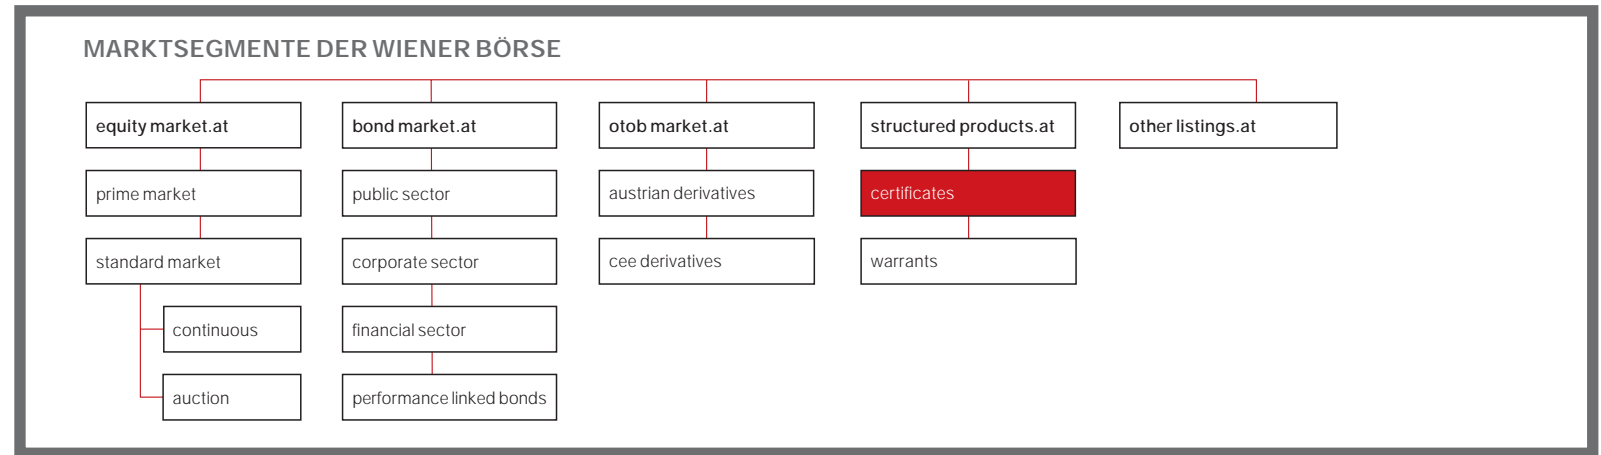 MARKTSEGMENTE DER WIENER BÖRSE
equity market.at
prime market
standard market
continuous
auction
bond market.at
public sector
corporate sector
financial sector
performance linked bonds
otob market.at
austrian derivatives
cee derivatives
structured products.at
certificates
warrants
other listings.at